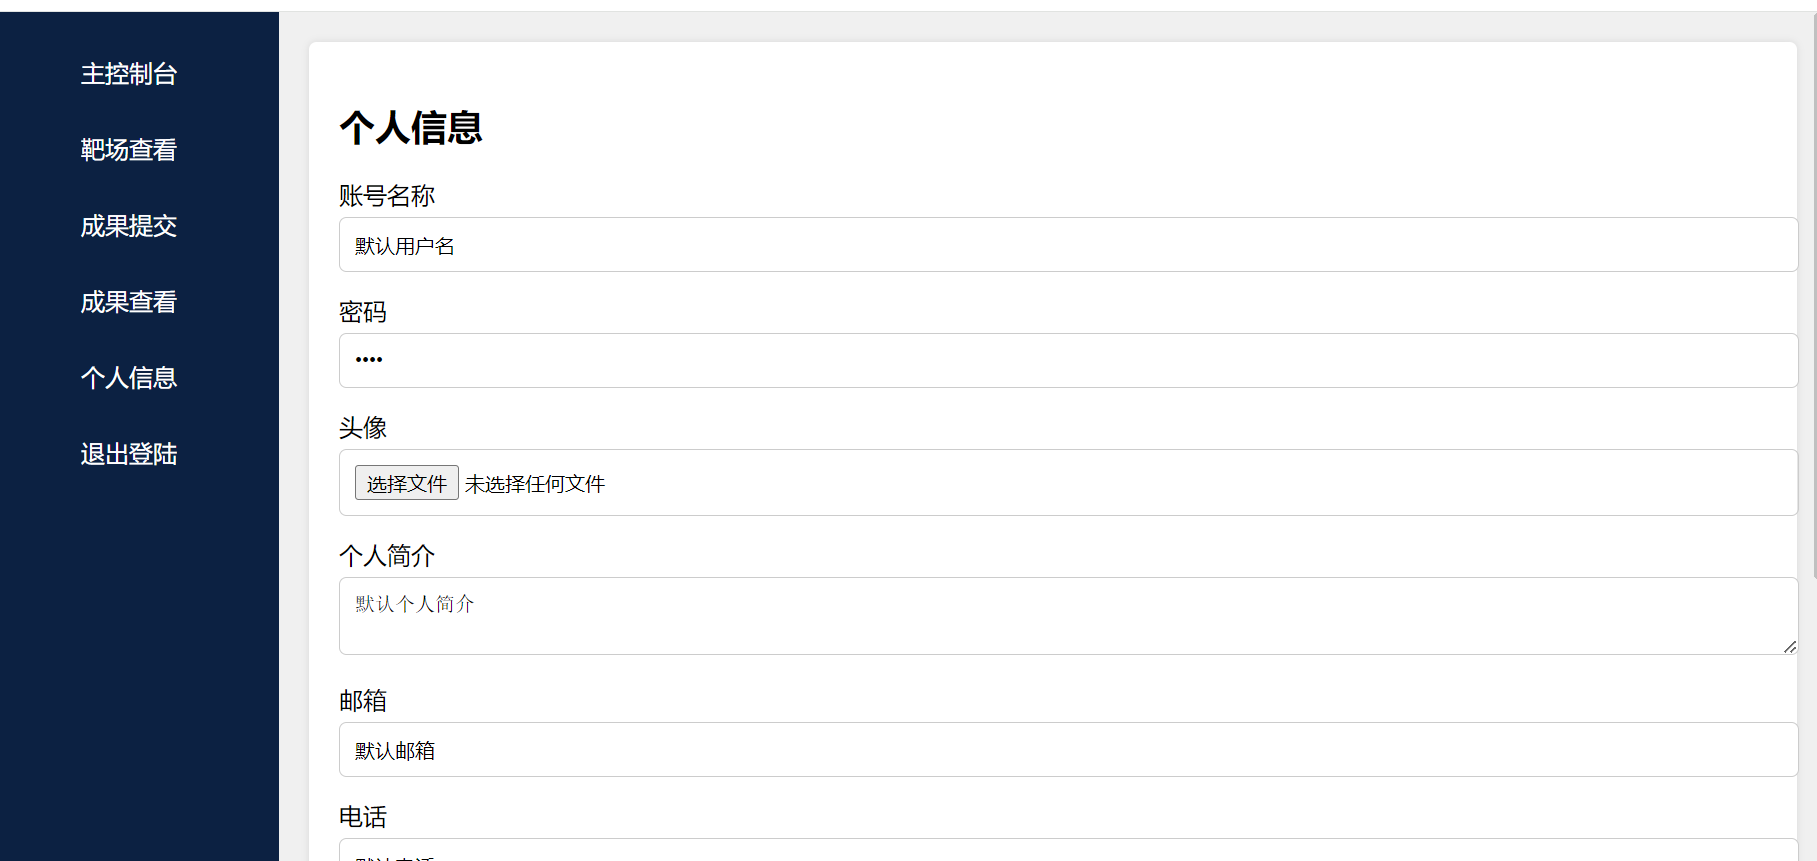 主控制台
靶场查看
成果提交
成果查看
个人信息
退出登陆
个人信息
账号名称
默认用户名
密码
••••
头像
选择文件 未选择任何文件
个人简介
默认个人简介
邮箱
默认邮箱
电话